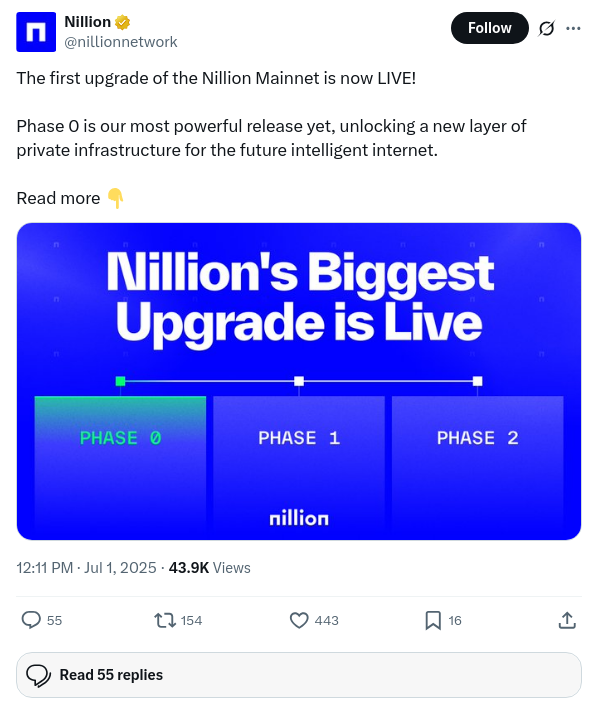 Nillion
@nillionnetwork
Follow
The first upgrade of the Nillion Mainnet is now LIVE!
Phase 0 is our most powerful release yet, unlocking a new layer of
private infrastructure for the future intelligent internet.
Read more 👇
Nillion's Biggest
Upgrade is Live
PHASE 0
PHASE 1
PHASE 2
nillion
12:11 PM · Jul 1, 2025 · 43.9K Views
55
154
443
16
Read 55 replies